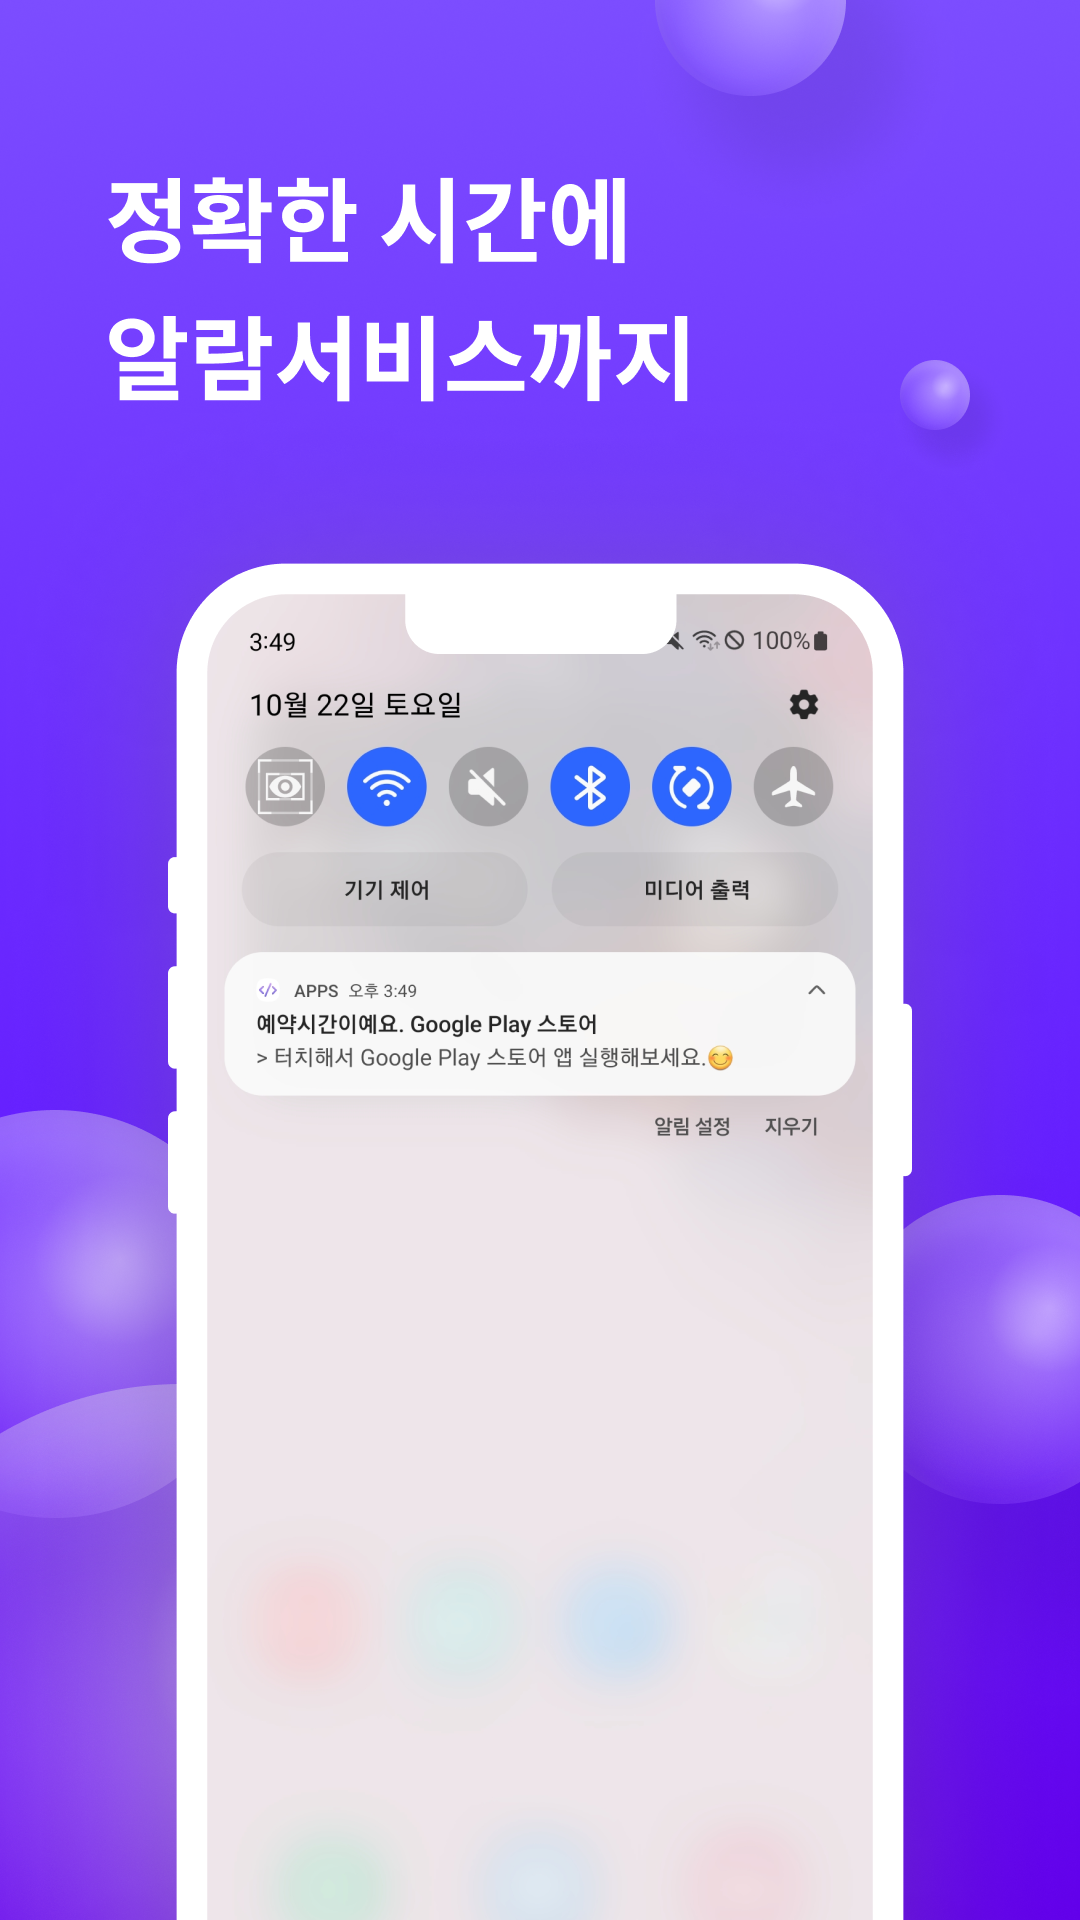 정확한 시간에
알람서비스까지
3:49
100%
10월 22일 토요일
기기 제어
미디어 출력
</> APPS 오후 3:49
예약시간이예요. Google Play 스토어
> 터치해서 Google Play 스토어 앱 실행해보세요.😊
알림 설정
지우기